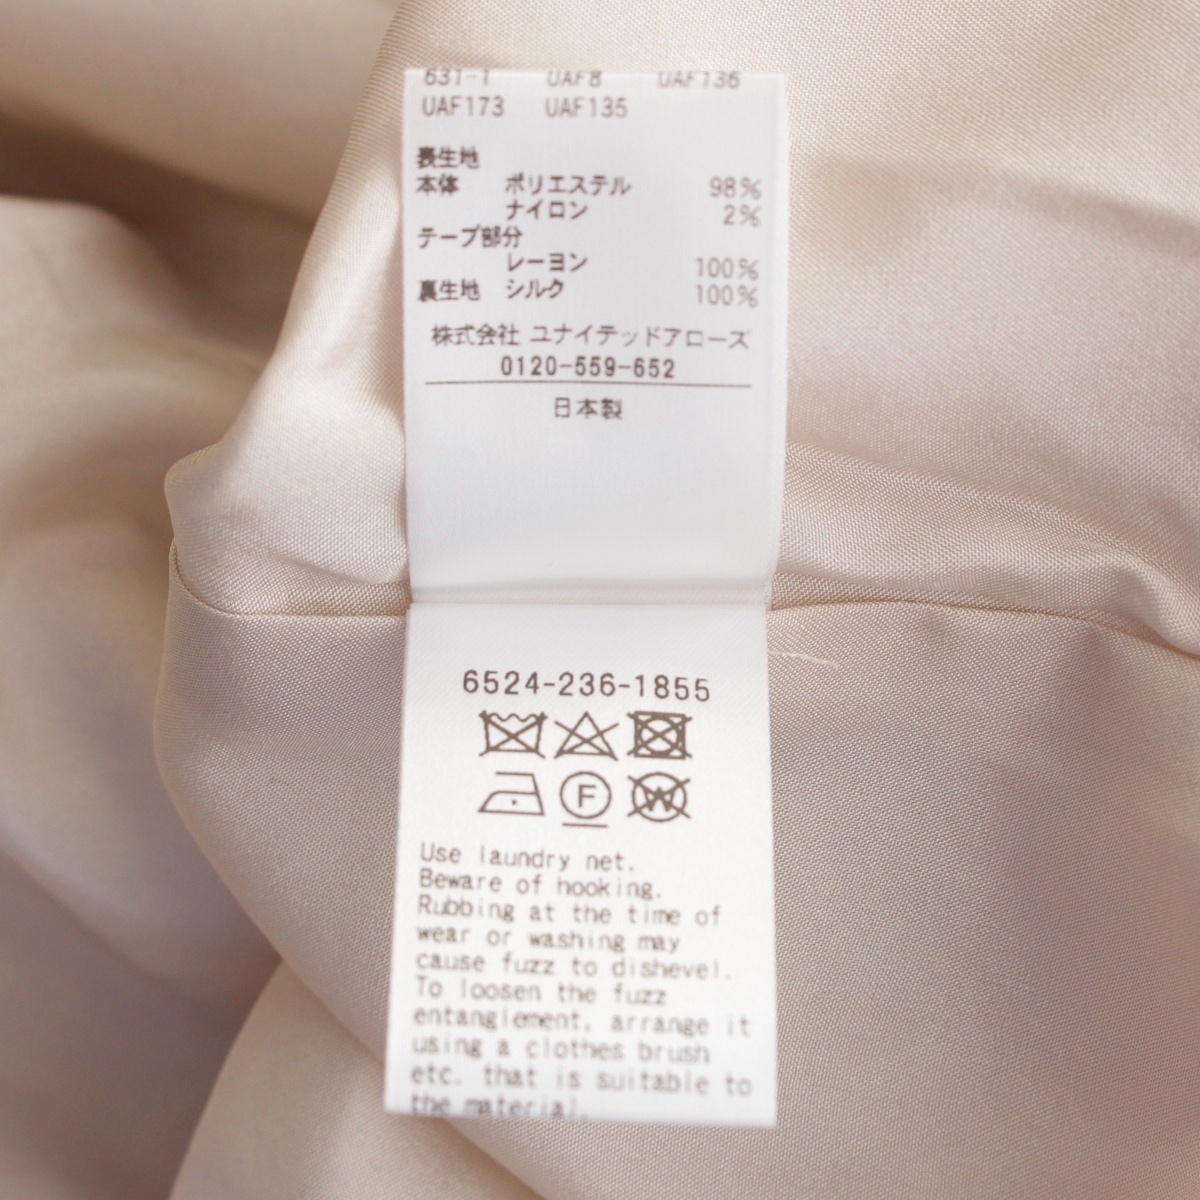 631-1 UAF8 UAF136
UAF173 UAF135
表生地
本体 ポリエステル 98%
ナイロン 2%
テープ部分
レーヨン 100%
裏生地 シルク 100%
株式会社 ユナイテッドアローズ
0120-559-652
日本製
6524-236-1855
F W
Use laundry net.
Beware of hooking.
Rubbing at the time of
wear or washing may
cause fuzz to dishevel.
To loosen the fuzz
entanglement, arrange it
using a clothes brush
etc. that is suitable to
the material.